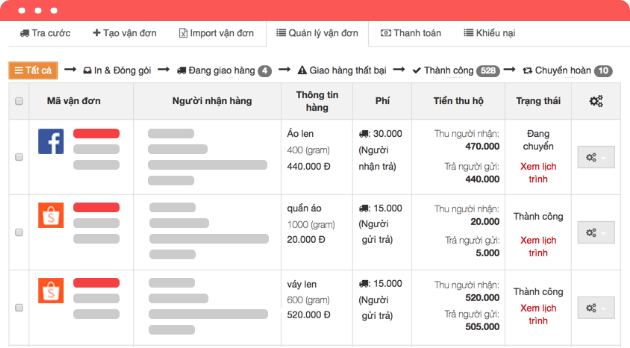 Tra cước
Tạo vận đơn
Import vận đơn
Quản lý vận đơn
Thanh toán
Khiếu nại
Tất cả
In & Đóng gói
Đang giao hàng 4
Giao hàng thất bại
Thành công 528
Chuyển hoàn 10
Mã vận đơn
Người nhận hàng
Thông tin
hàng
Phí
Tiền thu hộ
Trạng thái
Áo len
400 (gram)
440.000 Đ
30.000
(Người
nhận trả)
Thu người nhận:
470.000
Trả người gửi:
440.000
Đang
chuyển
Xem lịch
trình
quần áo
1000 (gram)
20.000 Đ
15.000
(Người
gửi trả)
Thu người nhận:
20.000
Trả người gửi:
5.000
Thành công
Xem lịch
trình
váy len
600 (gram)
520.000 Đ
15.000
(Người
gửi trả)
Thu người nhận:
520.000
Trả người gửi:
505.000
Thành công
Xem lịch
trình